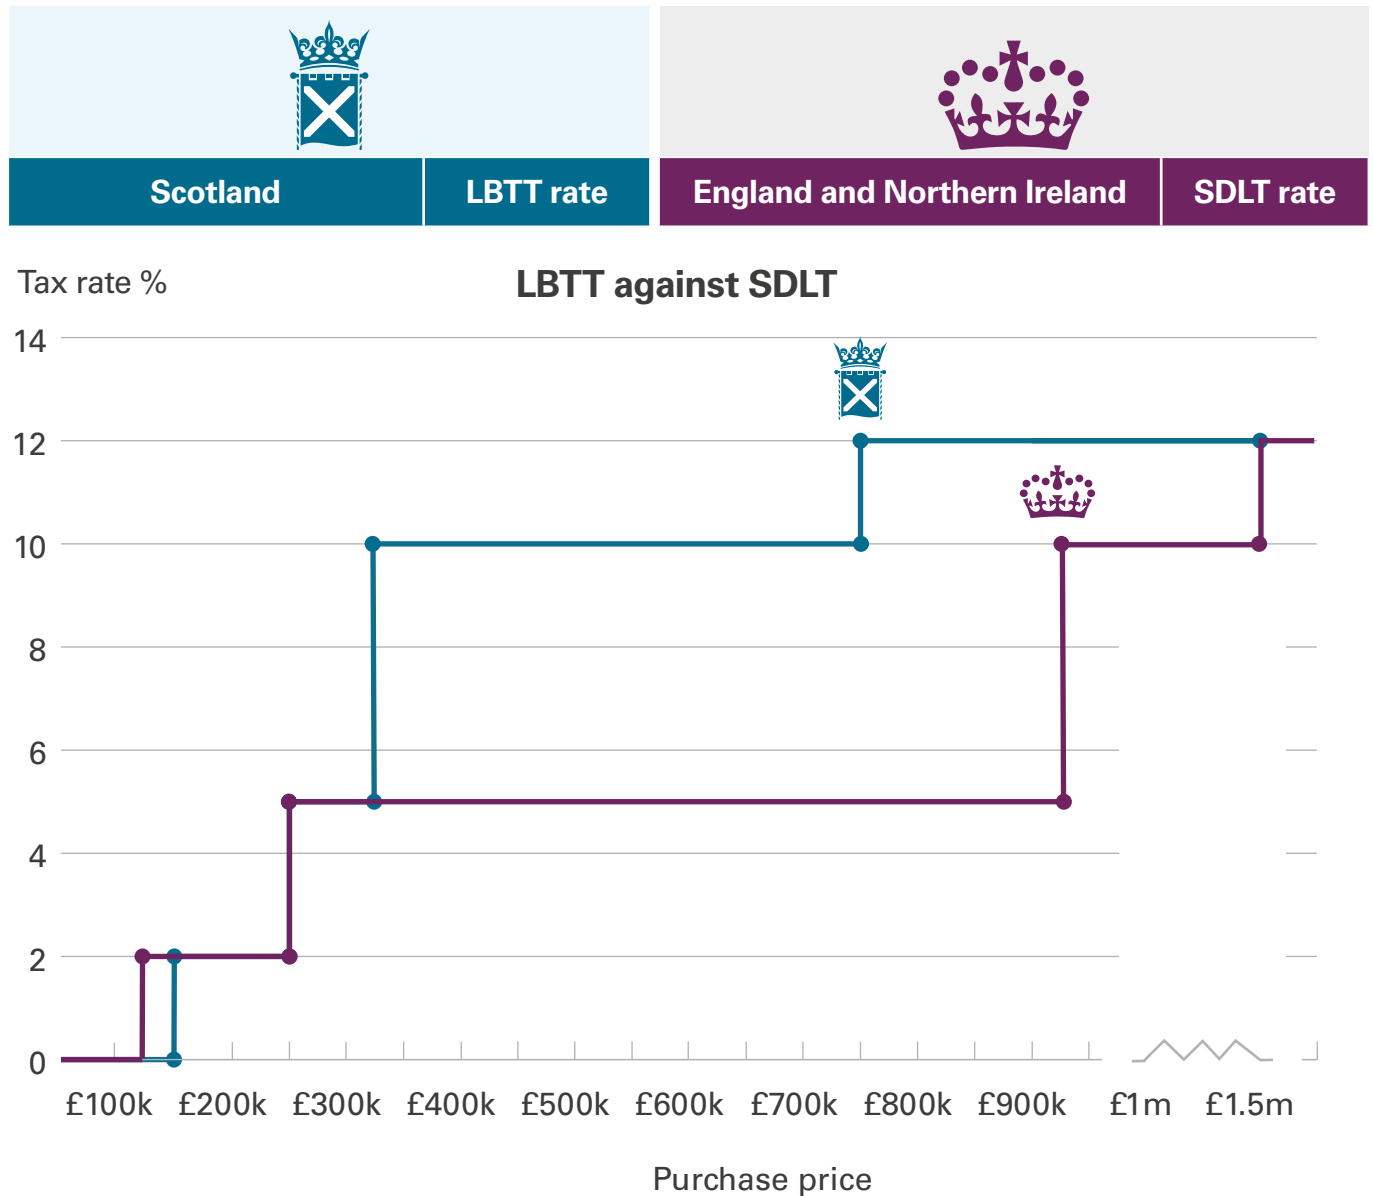 Scotland LBTT rate England and Northern Ireland SDLT rate
Tax rate % LBTT against SDLT
14
12
10
8
6
4
2
0
£100k £200k £300k £400k £500k £600k £700k £800k £900k £1m £1.5m
Purchase price